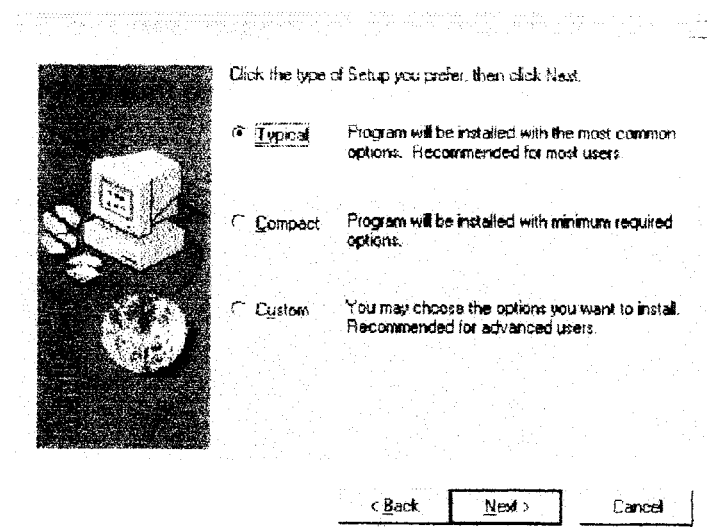 Click the type of Setup you prefer, then click Next.
Typical
Program will be installed with the most common
options. Recommended for most users.
Compact
Program will be installed with minimum required
options.
Custom
You may choose the options you want to install.
Recommended for advanced users.
< Back
Next >
Cancel